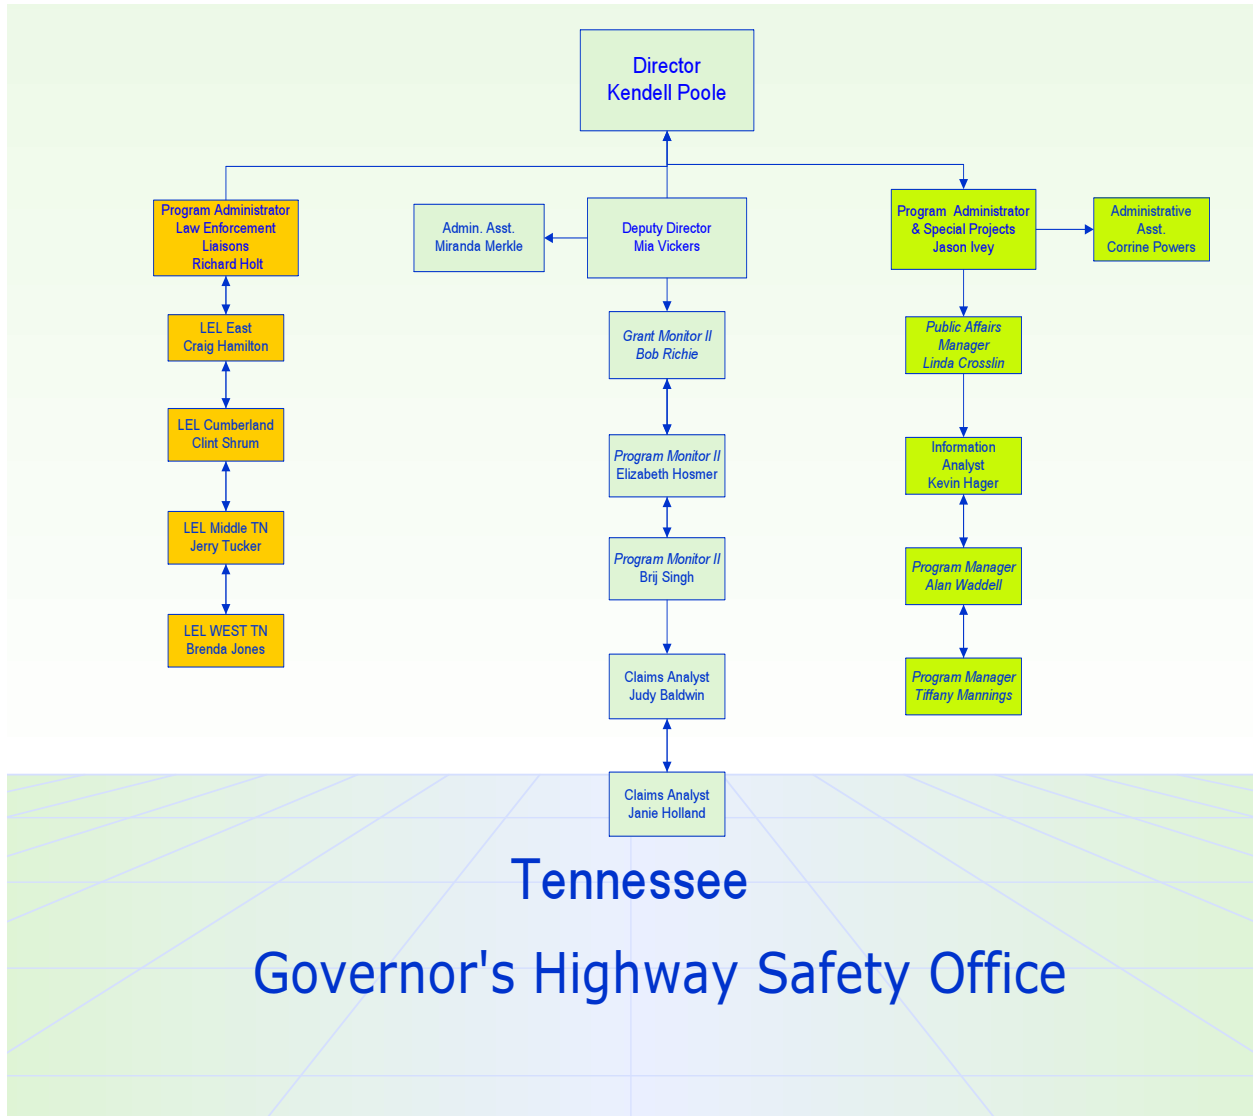 Director
Kendell Poole
Program Administrator
Law Enforcement
Liaisons
Richard Holt
Admin. Asst.
Miranda Merkle
Deputy Director
Mia Vickers
Program Administrator
& Special Projects
Jason Ivey
Administrative
Asst.
Corrine Powers
LEL East
Craig Hamilton
Grant Monitor II
Bob Richie
Public Affairs
Manager
Linda Crosslin
LEL Cumberland
Clint Shrum
Program Monitor II
Elizabeth Hosmer
Information
Analyst
Kevin Hager
LEL Middle TN
Jerry Tucker
Program Monitor II
Brij Singh
Program Manager
Alan Waddell
LEL WEST TN
Brenda Jones
Claims Analyst
Judy Baldwin
Program Manager
Tiffany Mannings
Claims Analyst
Janie Holland
Tennessee
Governor's Highway Safety Office